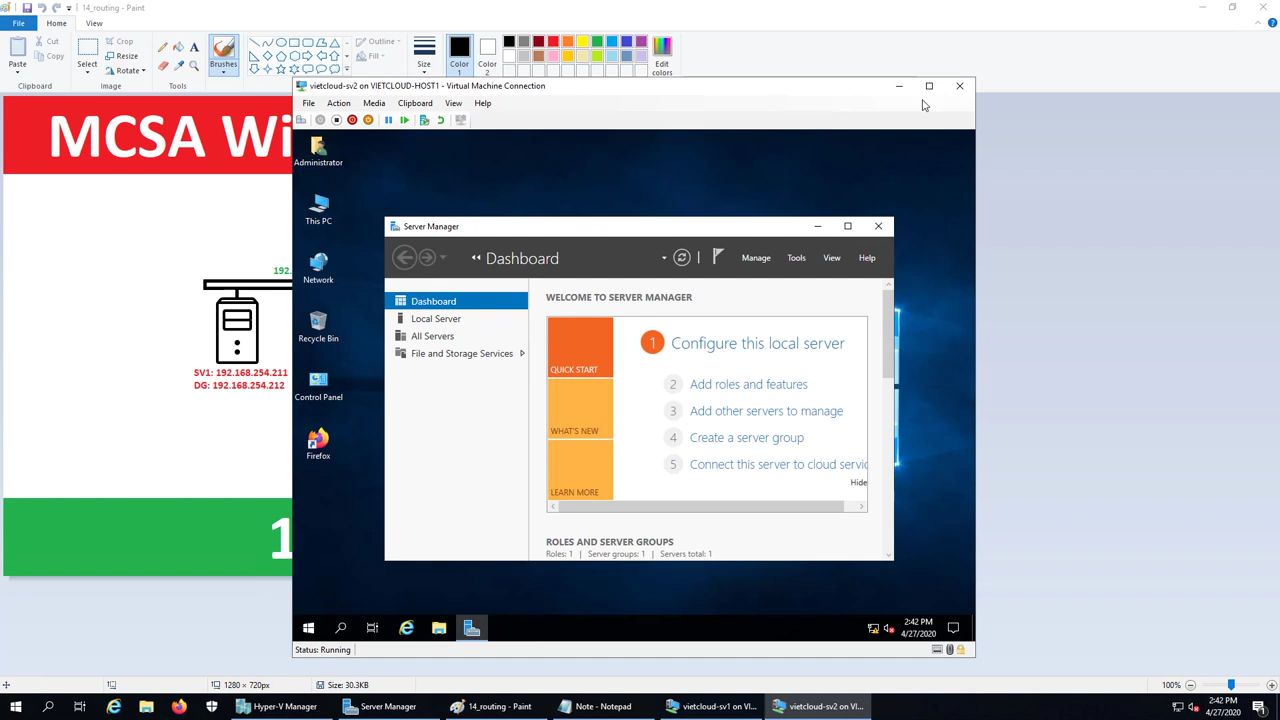 14_routing - Paint
File Home View
Paste Cut Copy Clipboard
Select Crop Resize Rotate Image
Tools
Brushes
Shapes
Outline
Fill
Size
Color 1
Color 2
Edit colors
Colors
vietcloud-sv2 on VIETCLOUD-HOST1 - Virtual Machine Connection
File Action Media Clipboard View Help
MCSA Wi
192.
SV1: 192.168.254.211
DG: 192.168.254.212
1
Administrator
This PC
Network
Recycle Bin
Control Panel
Firefox
Server Manager
Dashboard
Manage Tools View Help
Dashboard
Local Server
All Servers
File and Storage Services
WELCOME TO SERVER MANAGER
QUICK START
WHAT'S NEW
LEARN MORE
1 Configure this local server
2 Add roles and features
3 Add other servers to manage
4 Create a server group
5 Connect this server to cloud servic
Hide
ROLES AND SERVER GROUPS
Roles: 1 | Server groups: 1 | Servers total: 1
2:42 PM
4/27/2020
Status: Running
1280 × 720px
Size: 30.3KB
100%
Hyper-V Manager
Server Manager
14_routing - Paint
Note - Notepad
vietcloud-sv1 on VI...
vietcloud-sv2 on VI...
2:42 PM
4/27/2020